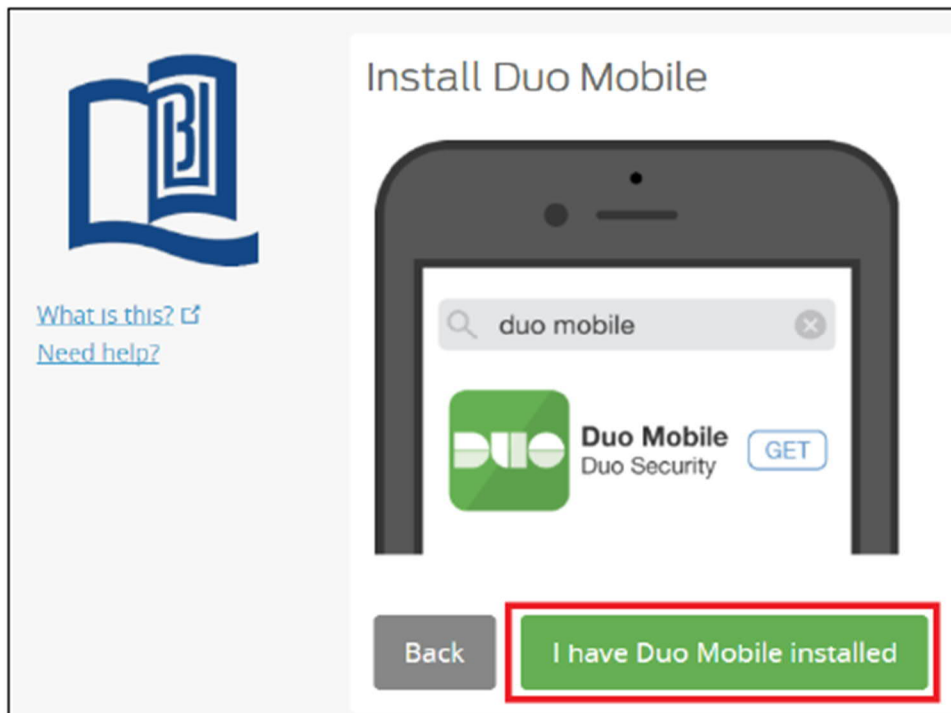 Install Duo Mobile
What is this?
Need help?
duo mobile
DUO
Duo Mobile
Duo Security
GET
Back
I have Duo Mobile installed